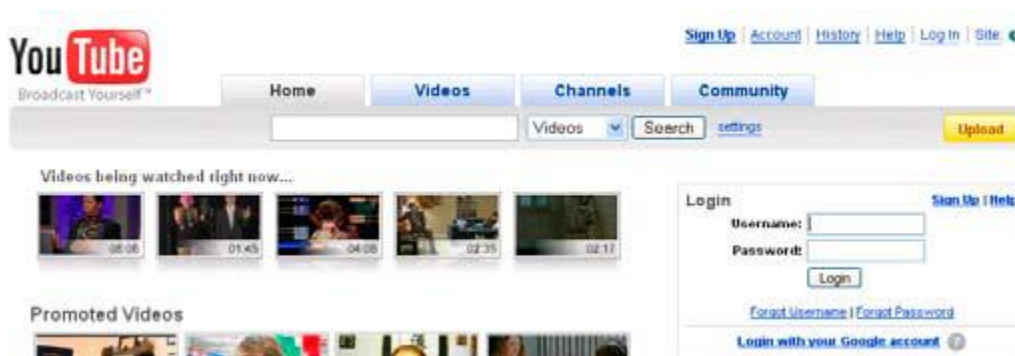 Sign Up | Account | History | Help | Log In | Site:
You Tube
Broadcast Yourself™
Home Videos Channels Community
Videos Search settings Upload
Videos being watched right now...
08:06 01:45 04:08 02:35 02:17
Login Sign Up | Help
Username:
Password:
Login
Forgot Username | Forgot Password
Login with your Google account ?
Promoted Videos